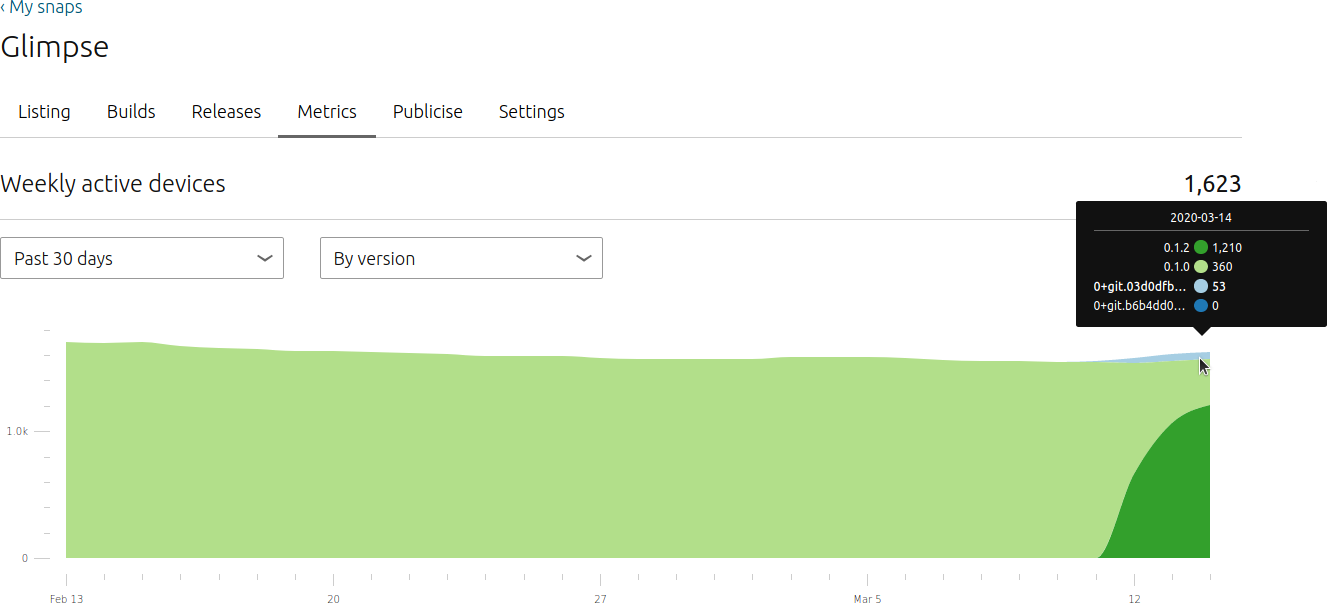 ‹ My snaps
Glimpse
Listing Builds Releases Metrics Publicise Settings
Weekly active devices 1,623
Past 30 days By version
2020-03-14
0.1.2 1,210
0.1.0 360
0+git.03d0dfb... 53
0+git.b6b4dd0... 0
1.0k
0
Feb 13 20 27 Mar 5 12